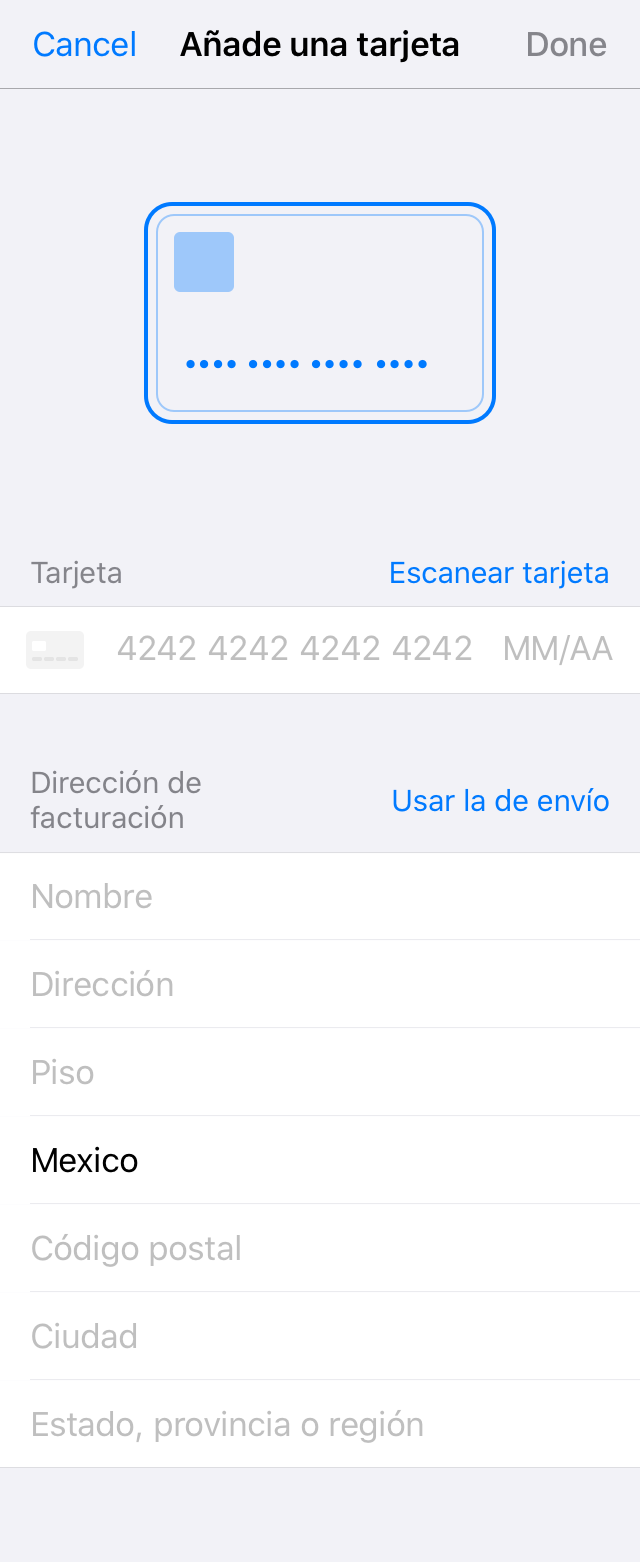 Cancel Añade una tarjeta Done
Tarjeta Escanear tarjeta
4242 4242 4242 4242 MM/AA
Dirección de
facturación
Usar la de envío
Nombre
Dirección
Piso
Mexico
Código postal
Ciudad
Estado, provincia o región